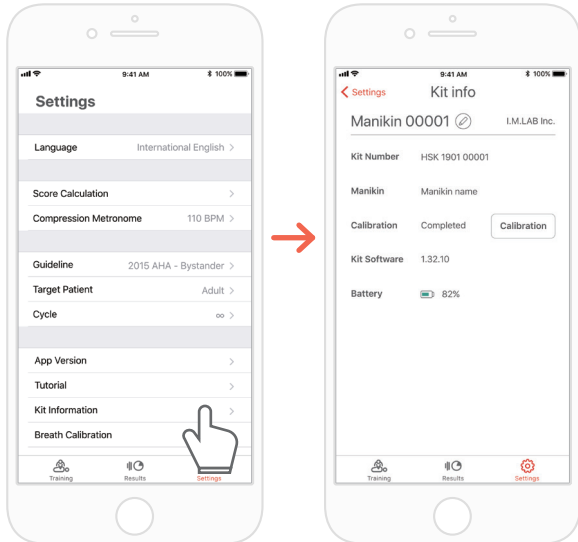 9:41 AM 100%
Settings
Language International English
Score Calculation
Compression Metronome 110 BPM
Guideline 2015 AHA - Bystander
Target Patient Adult
Cycle ∞
App Version
Tutorial
Kit Information
Breath Calibration
Training Results Settings
9:41 AM 100%
Settings Kit info
Manikin 00001 I.M.LAB Inc.
Kit Number HSK 1901 00001
Manikin Manikin name
Calibration Completed Calibration
Kit Software 1.32.10
Battery 82%
Training Results Settings